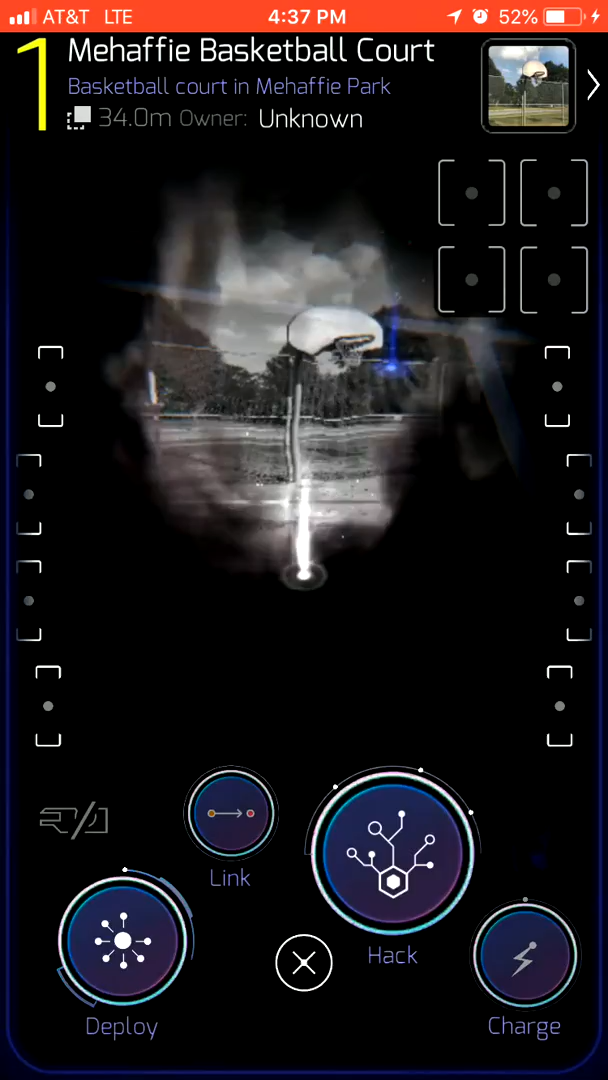 AT&T LTE 4:37 PM 52%
1
Mehaffie Basketball Court
Basketball court in Mehaffie Park
34.0m Owner: Unknown
Link
Hack
Deploy
Charge